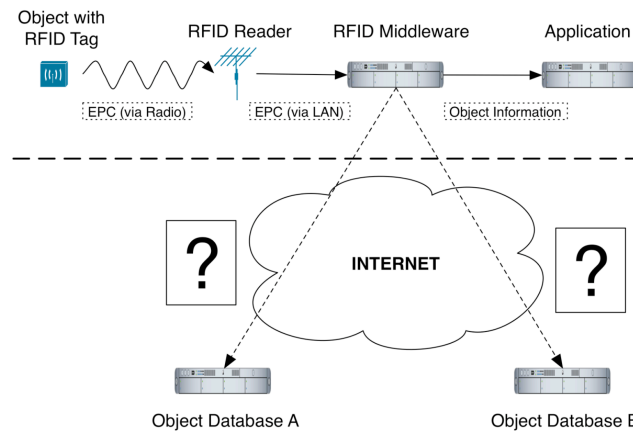 Object with
RFID Tag
RFID Reader
RFID Middleware
Application
EPC (via Radio)
EPC (via LAN)
Object Information
?
INTERNET
?
Object Database A
Object Database